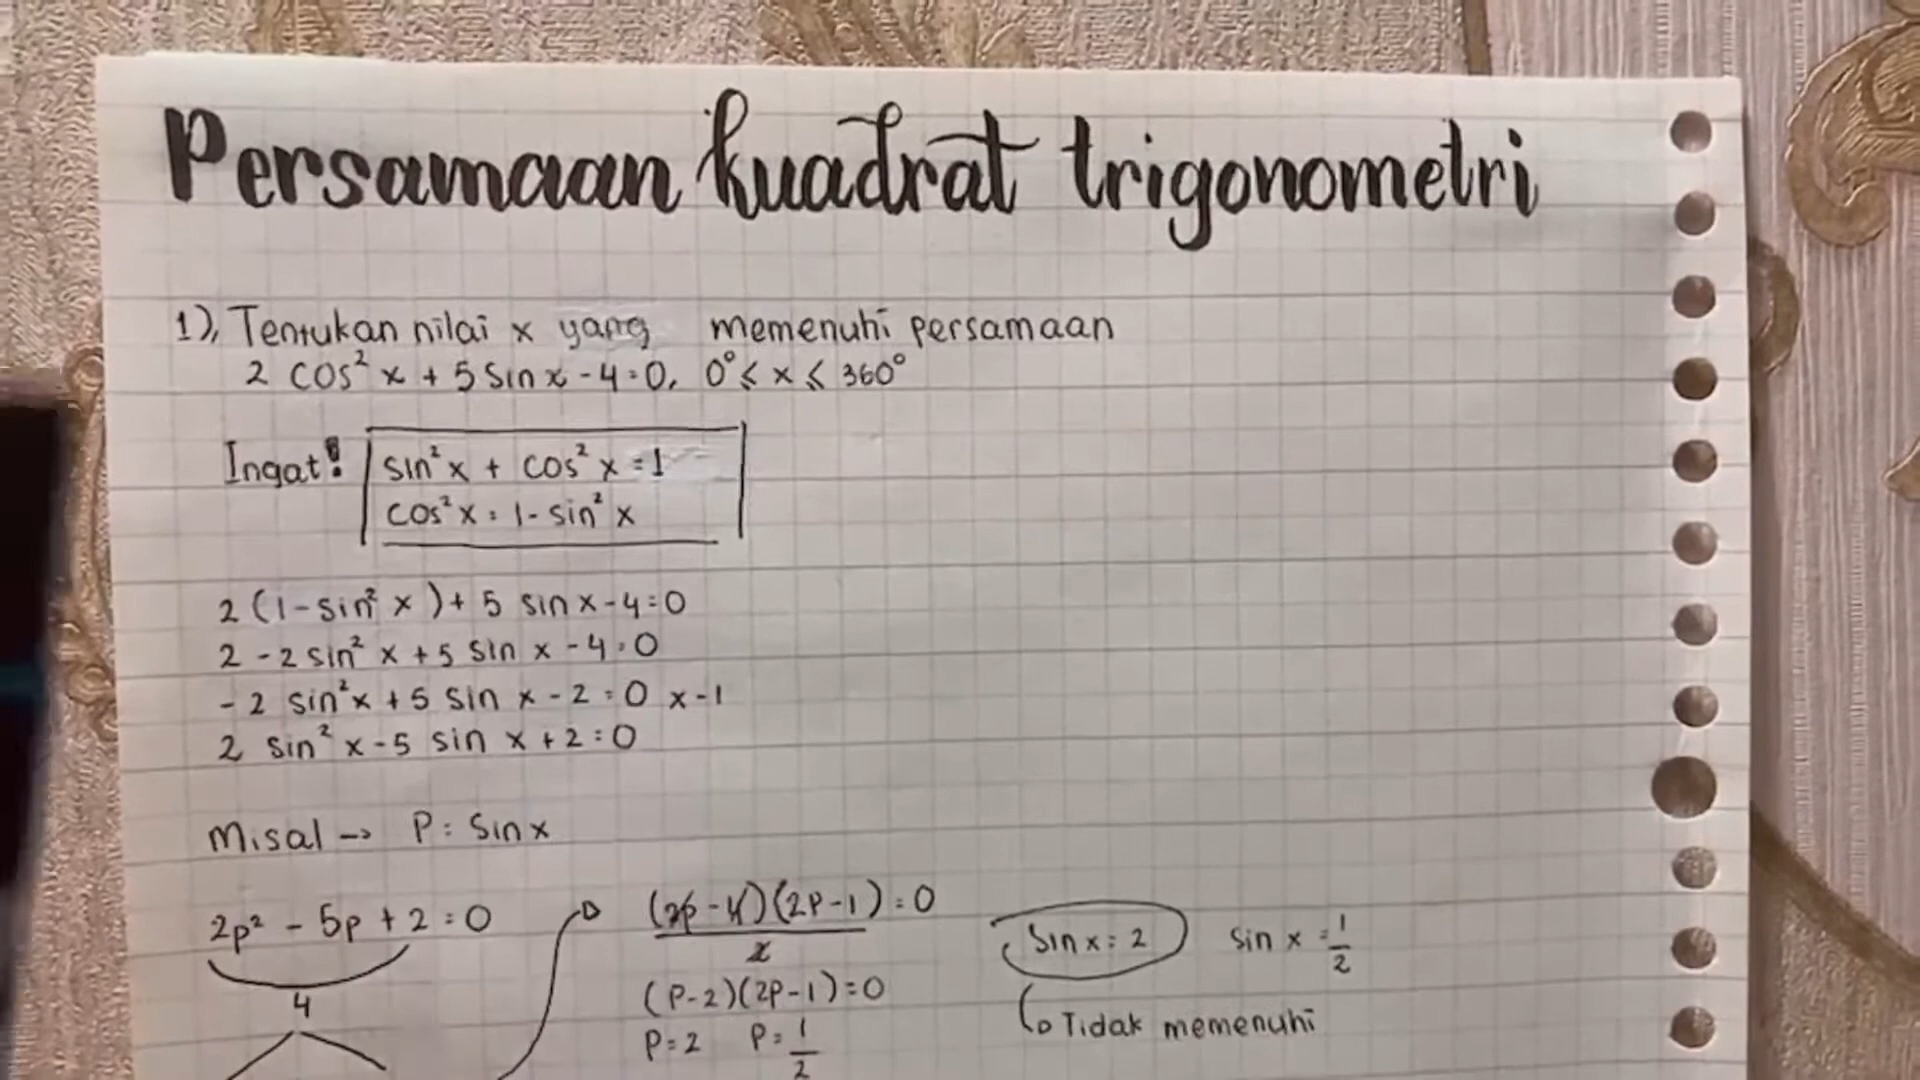 Persamaan kuadrat trigonometri
1). Tentukan nilai x yang memenuhi persamaan
2 cos² x + 5 sin x - 4 = 0, 0° ≤ x ≤ 360°
Ingat! sin² x + cos² x = 1
cos² x = 1 - sin² x
2 (1 - sin² x) + 5 sin x - 4 = 0
2 - 2 sin² x + 5 sin x - 4 = 0
- 2 sin² x + 5 sin x - 2 = 0 x -1
2 sin² x - 5 sin x + 2 = 0
Misal → P = Sin x
2p² - 5p + 2 = 0
4
(2p - 4)(2P - 1) = 0
2
(P - 2)(2P - 1) = 0
P = 2 P = 1/2
Sin x = 2 sin x = 1/2
Tidak memenuhi